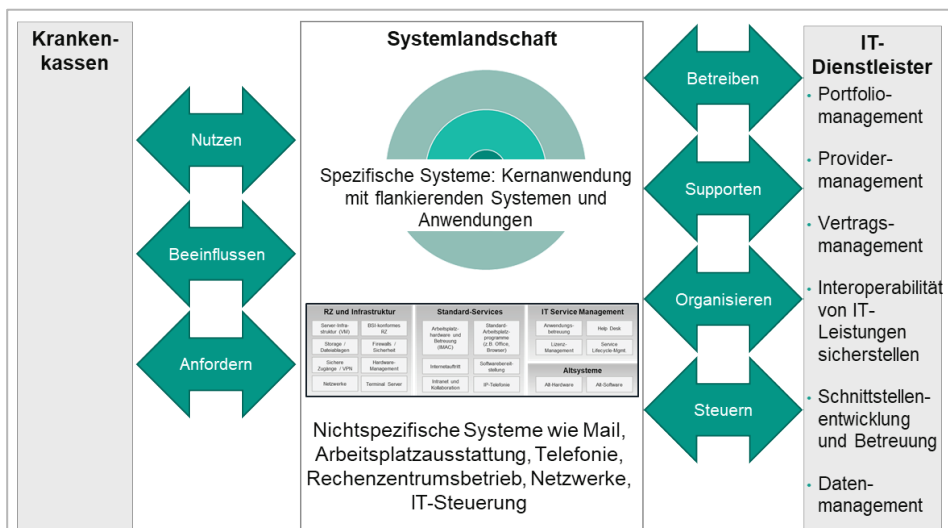 Kranken-
kassen
Nutzen
Beeinflussen
Anfordern
Systemlandschaft
Spezifische Systeme: Kernanwendung
mit flankierenden Systemen und
Anwendungen
RZ und Infrastruktur
Server-Infra-
struktur (VM)
BSI-konformes
RZ
Storage /
Dateiablagen
Firewalls /
Sicherheit
Sichere
Zugänge / VPN
Hardware-
Management
Netzwerke
Terminal Server
Standard-Services
Arbeitsplatz-
hardware und
Betreuung
(IMAC)
Standard-
Arbeitsplatz-
programme
(z.B. Office,
Browser)
Internetauftritt
Softwareberei-
stellung
Intranet und
Kollaboration
IP-Telefonie
IT Service Management
Anwendungs-
betreuung
Help Desk
Lizenz-
Management
Service
Lifecycle-Mgmt.
Altsysteme
Alt-Hardware
Alt-Software
Nichtspezifische Systeme wie Mail,
Arbeitsplatzausstattung, Telefonie,
Rechenzentrumsbetrieb, Netzwerke,
IT-Steuerung
Betreiben
Supporten
Organisieren
Steuern
IT-
Dienstleister
• Portfolio-
management
• Provider-
management
• Vertrags-
management
• Interoperabilität
von IT-
Leistungen
sicherstellen
• Schnittstellen-
entwicklung
und Betreuung
• Daten-
management